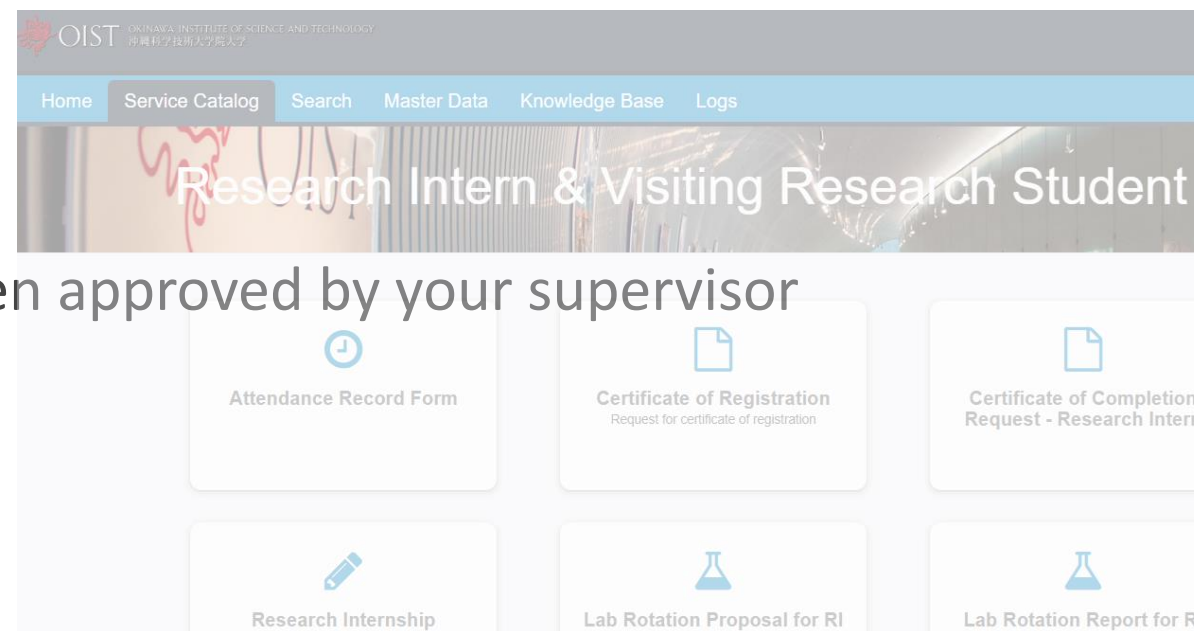 OIST OKINAWA INSTITUTE OF SCIENCE AND TECHNOLOGY
沖縄科学技術大学院大学
Home Service Catalog Search Master Data Knowledge Base Logs
Research Intern & Visiting Research Student
approved by your supervisor
Attendance Record Form
Certificate of Registration
Request for certificate of registration
Certificate of Completion
Request - Research
Research Internship
Lab Rotation Proposal for RI
Lab Rotation Report for